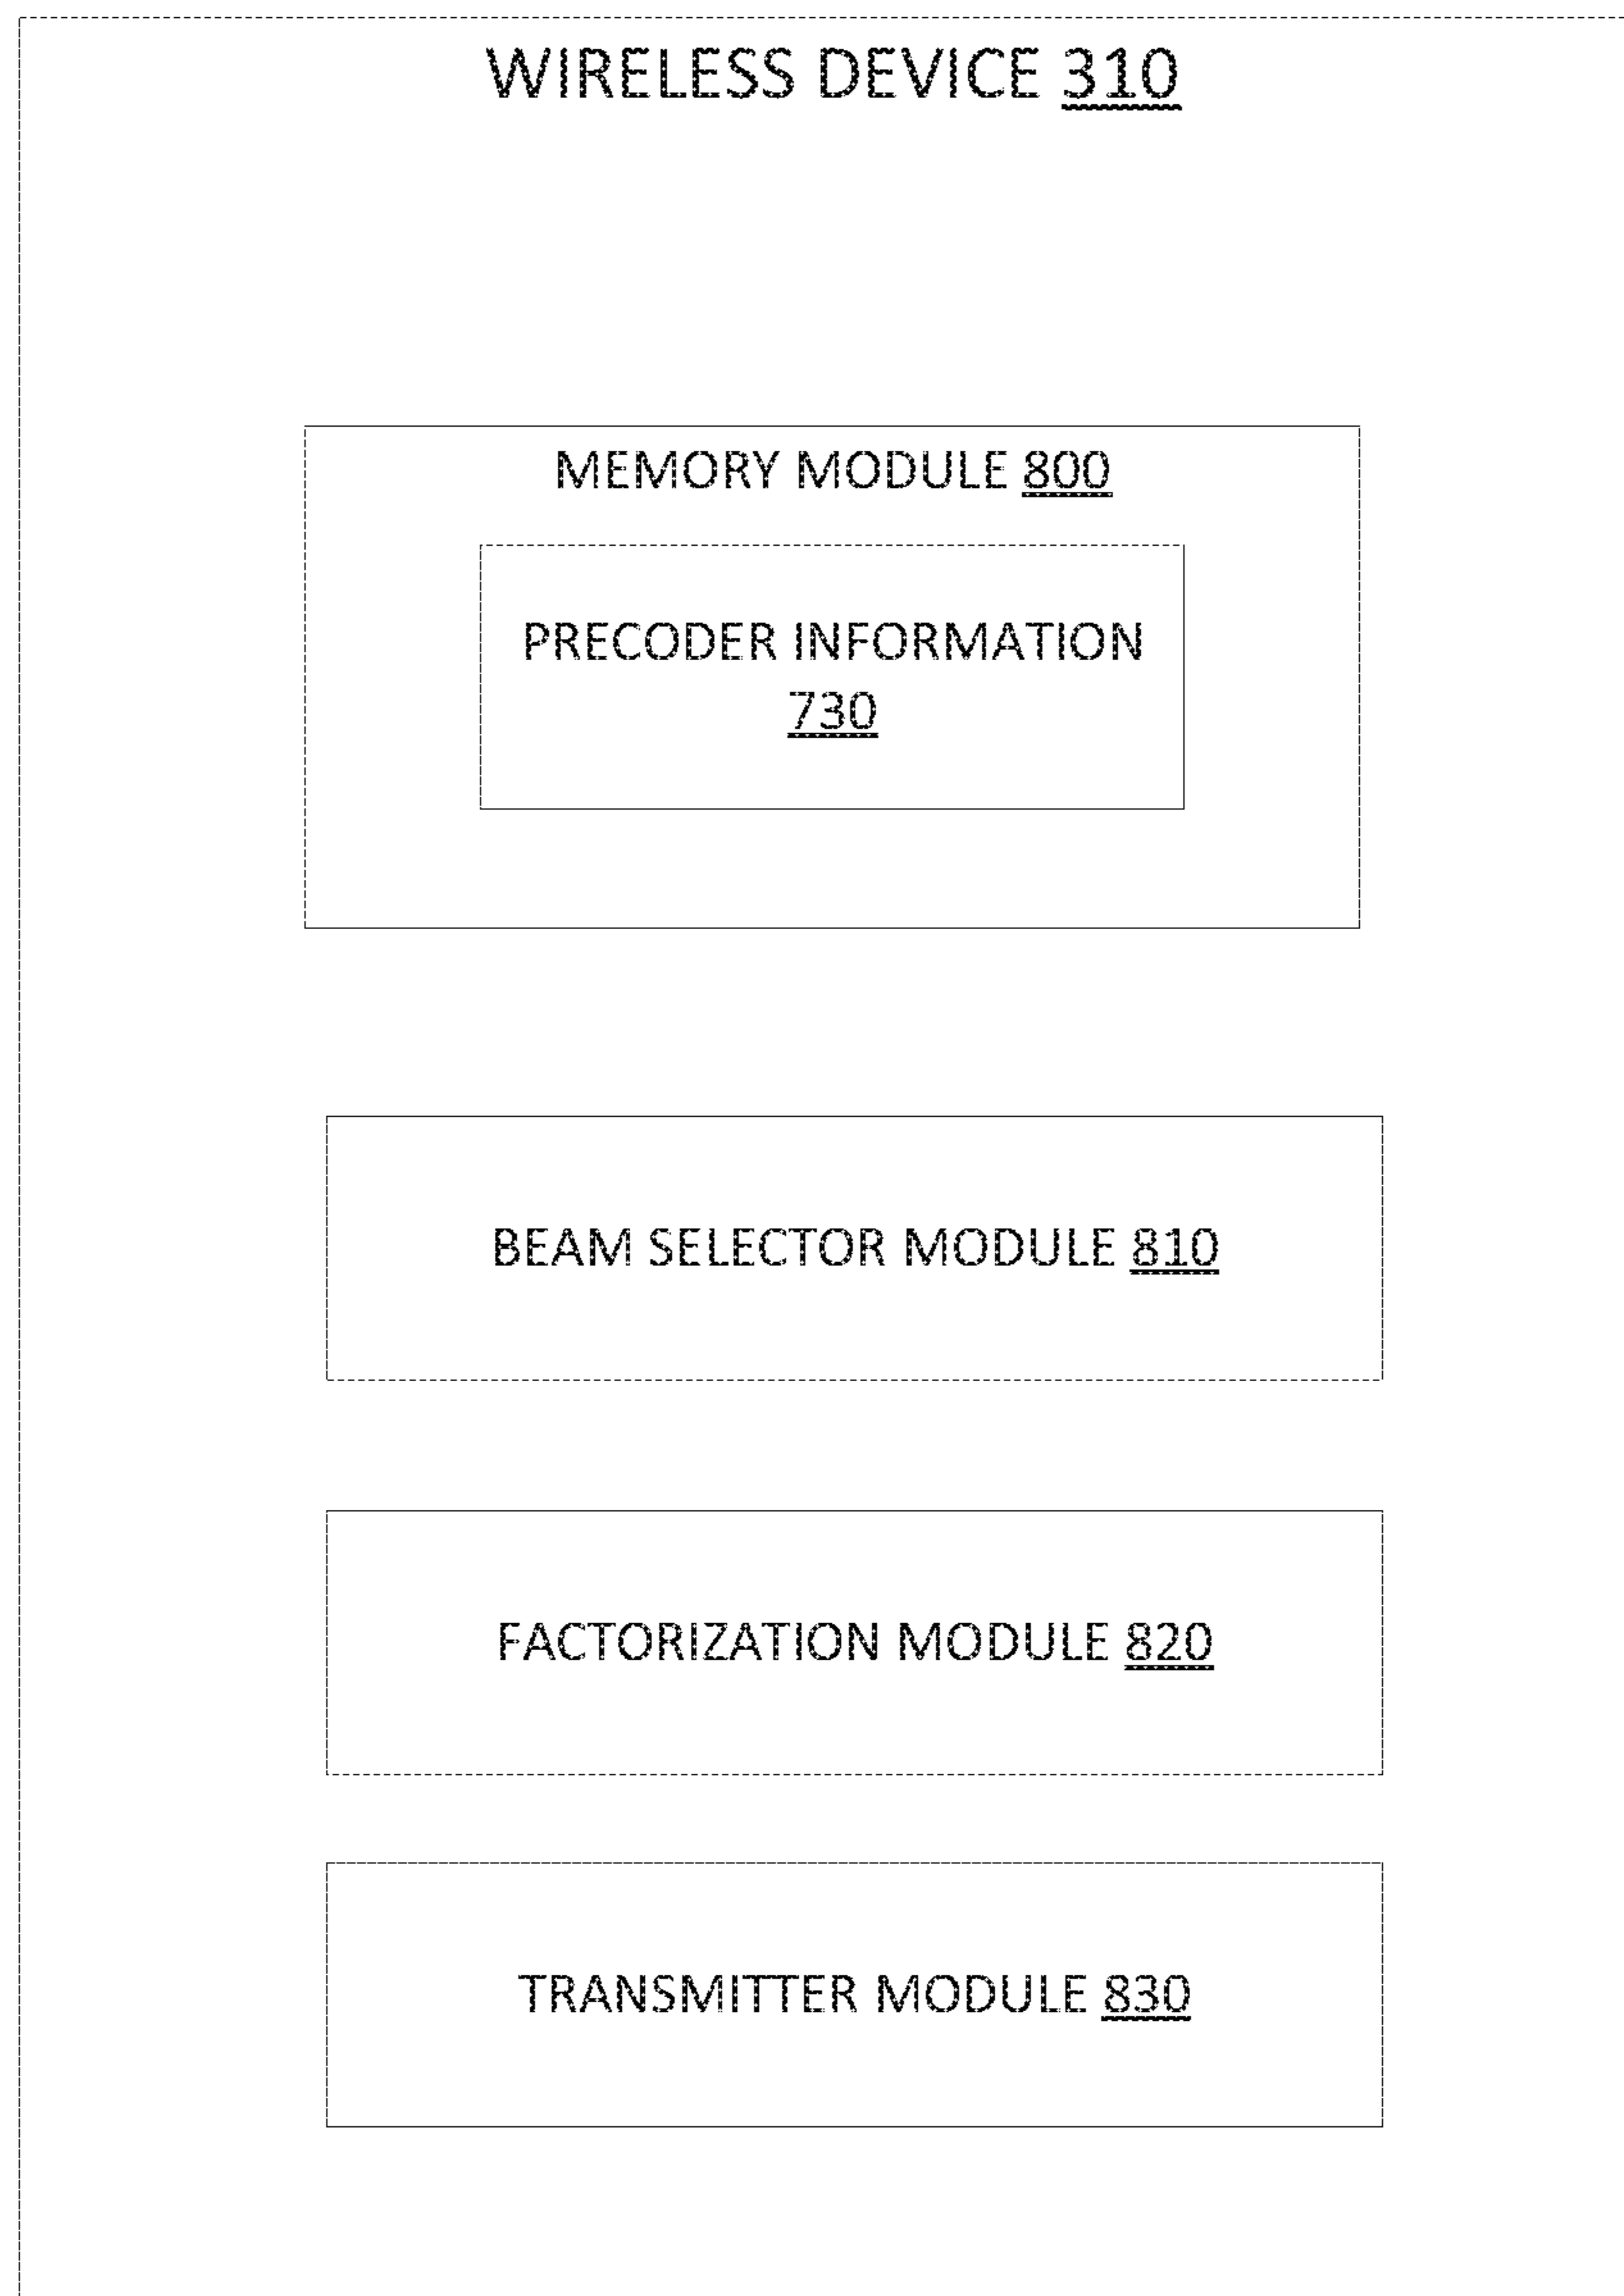 WIRELESS DEVICE 310
MEMORY MODULE 800
PRECODER INFORMATION
730
BEAM SELECTOR MODULE 810
FACTORIZATION MODULE 820
TRANSMITTER MODULE 830